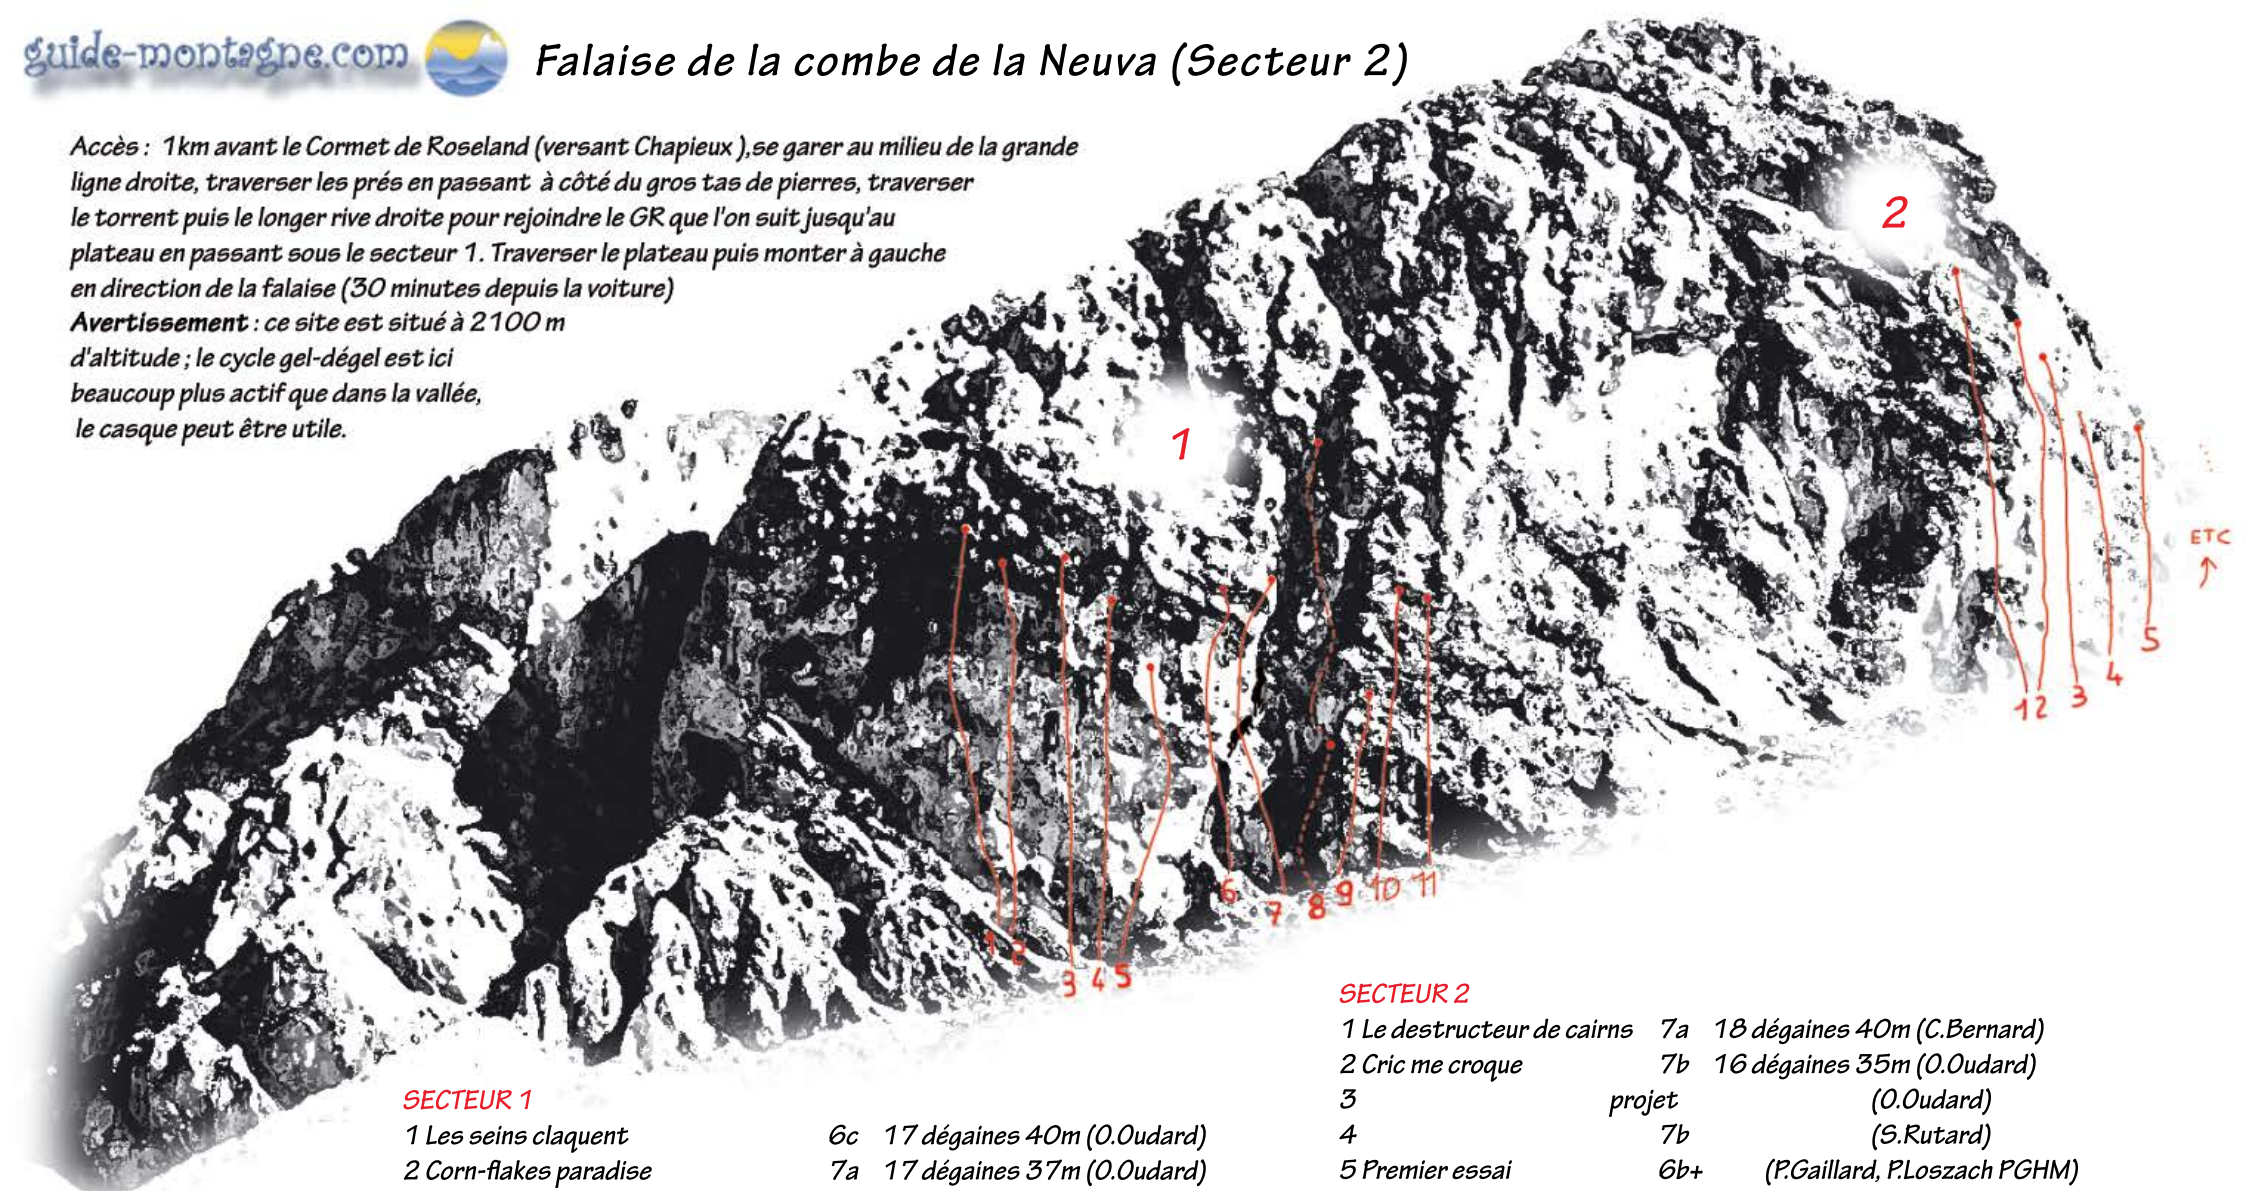 guide-montagne.com
Falaise de la combe de la Neuva (Secteur 2)
Accès : 1km avant le Cormet de Roseland (versant Chapieux ),se garer au milieu de la grande
ligne droite, traverser les prés en passant à côté du gros tas de pierres, traverser
le torrent puis le longer rive droite pour rejoindre le GR que l'on suit jusqu'au
plateau en passant sous le secteur 1. Traverser le plateau puis monter à gauche
en direction de la falaise (30 minutes depuis la voiture)
Avertissement : ce site est situé à 2100 m
d'altitude ; le cycle gel-dégel est ici
beaucoup plus actif que dans la vallée,
le casque peut être utile.
2
1
ETC
1 2 3 4 5
6 7 8 9 10 11
1 2 3 4 5
SECTEUR 1
1 Les seins claquent 6c 17 dégaines 40m (O.Oudard)
2 Corn-flakes paradise 7a 17 dégaines 37m (O.Oudard)
SECTEUR 2
1 Le destructeur de cairns 7a 18 dégaines 40m (C.Bernard)
2 Cric me croque 7b 16 dégaines 35m (O.Oudard)
3 projet (O.Oudard)
4 7b (S.Rutard)
5 Premier essai 6b+ (P.Gaillard, P.Loszach PGHM)